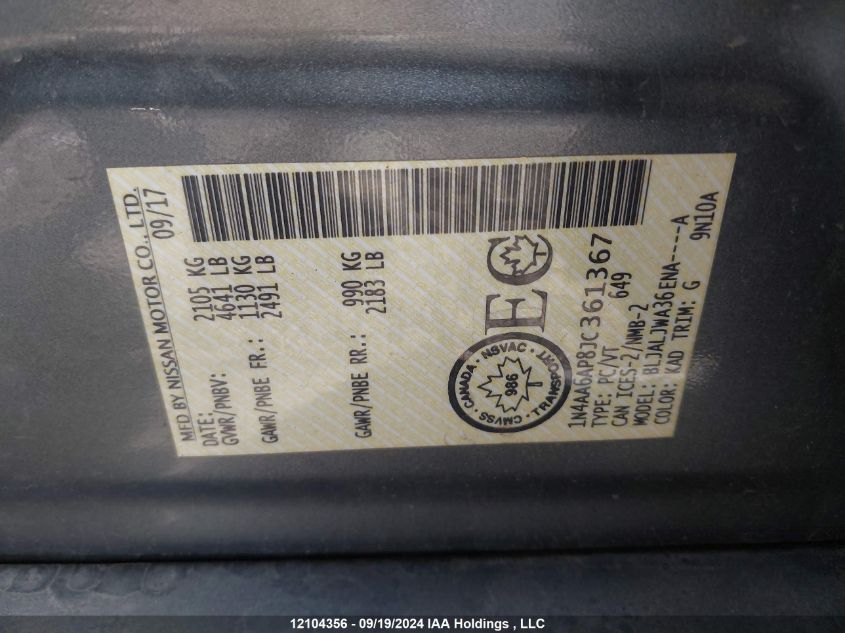 MFD BY NISSAN MOTOR CO., LTD.
DATE: 09/17
GVWR/PNBV: 2105 KG
4641 LB
GAWR/PNBE FR.: 1130 KG
2491 LB
GAWR/PNBE RR.: 990 KG
2183 LB
EC
CANADA · NSVAC · TRANSPORT · CMVSS
986 T
1N4AA6AP8JC361367
TYPE: PC/VT 649
CAN ICES-2/NMB-2
MODEL: BLJALJWA36ENA----A
COLOR: KAD TRIM: G 9N10A
12104356 - 09/19/2024 IAA Holdings , LLC